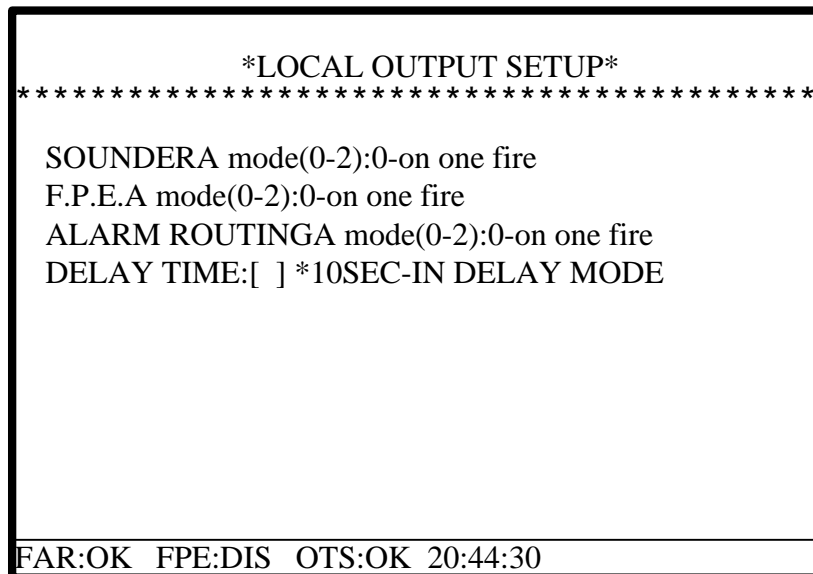 *LOCAL OUTPUT SETUP*
*******************************************
SOUNDERA mode(0-2):0-on one fire
F.P.E.A mode(0-2):0-on one fire
ALARM ROUTINGA mode(0-2):0-on one fire
DELAY TIME:[ ] *10SEC-IN DELAY MODE
FAR:OK FPE:DIS OTS:OK 20:44:30